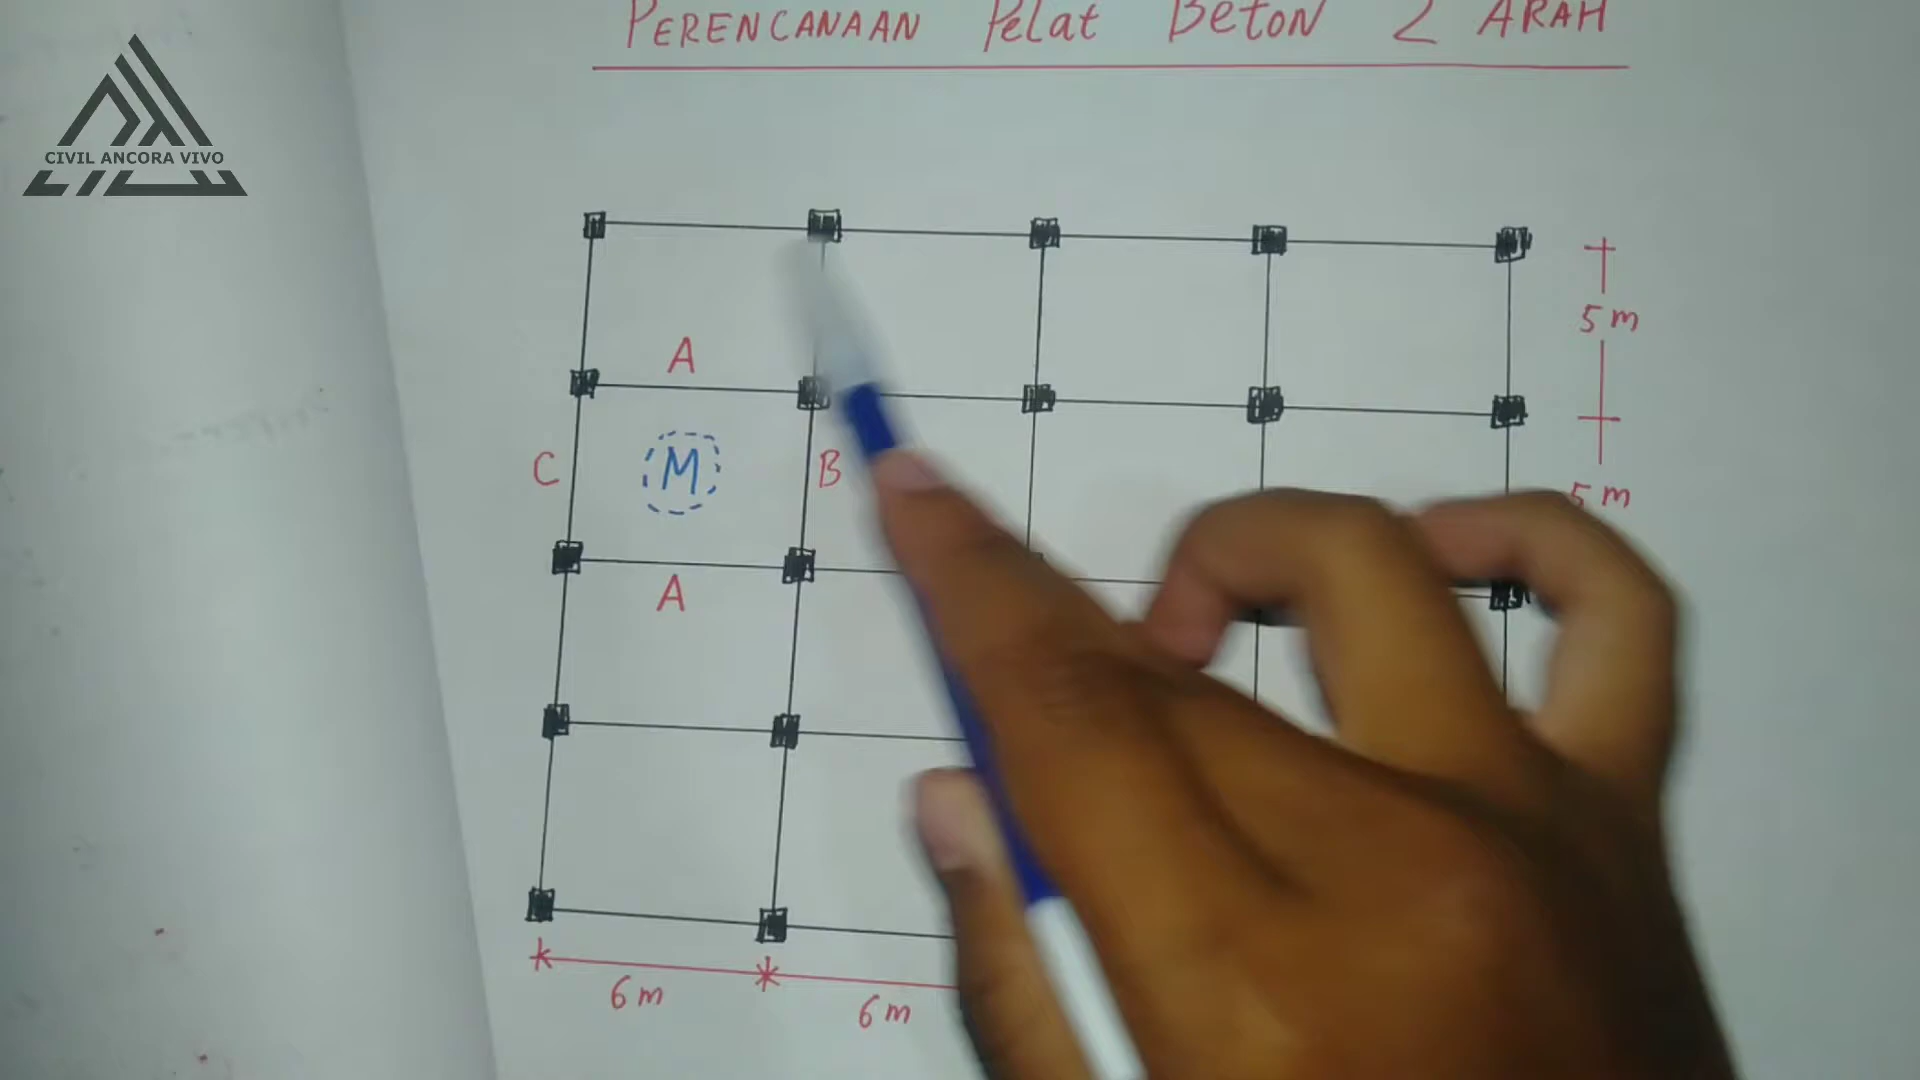 PERENCANAAN PeLat BetoN 2 ARAH
CIVIL ANCORA VIVO
5 m
A
C
M
B
5 m
A
6 m
6 m